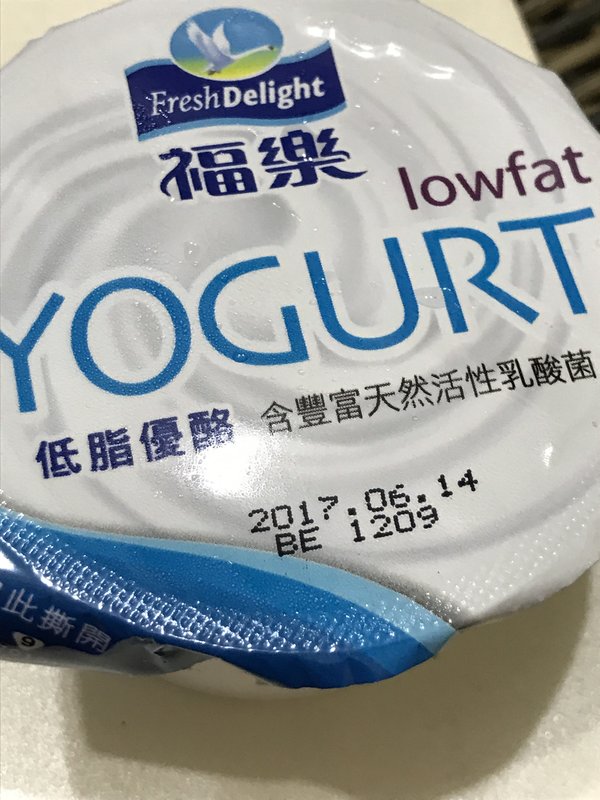 FreshDelight
福樂
lowfat
YOGURT
低脂優酪 含豐富天然活性乳酸菌
2017.06.14
BE 1209
此撕開
9